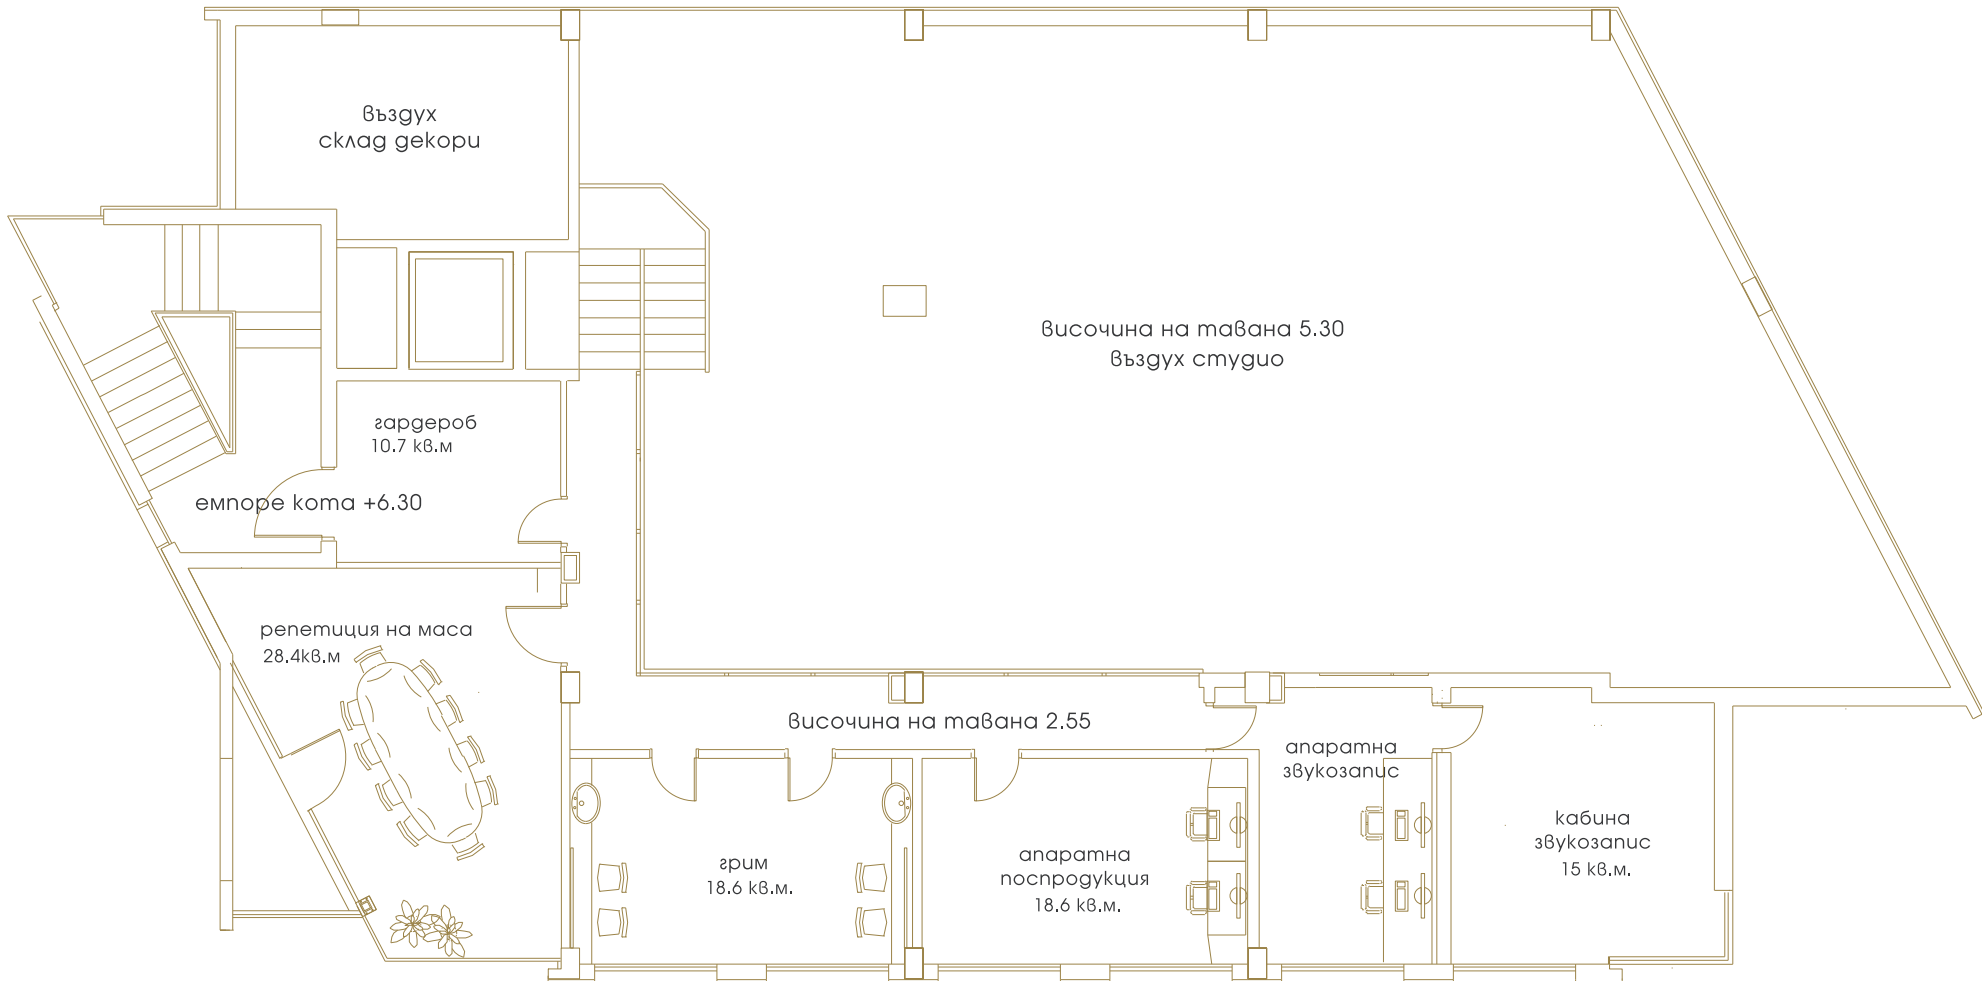 въздух
склад декори
височина на тавана 5.30
въздух студио
гардероб
10.7 кв.м
емпоре кота +6.30
репетиция на маса
28.4кв.м
височина на тавана 2.55
апаратна
звукозапис
кабина
звукозапис
15 кв.м.
грим
18.6 кв.м.
апаратна
поспродукция
18.6 кв.м.